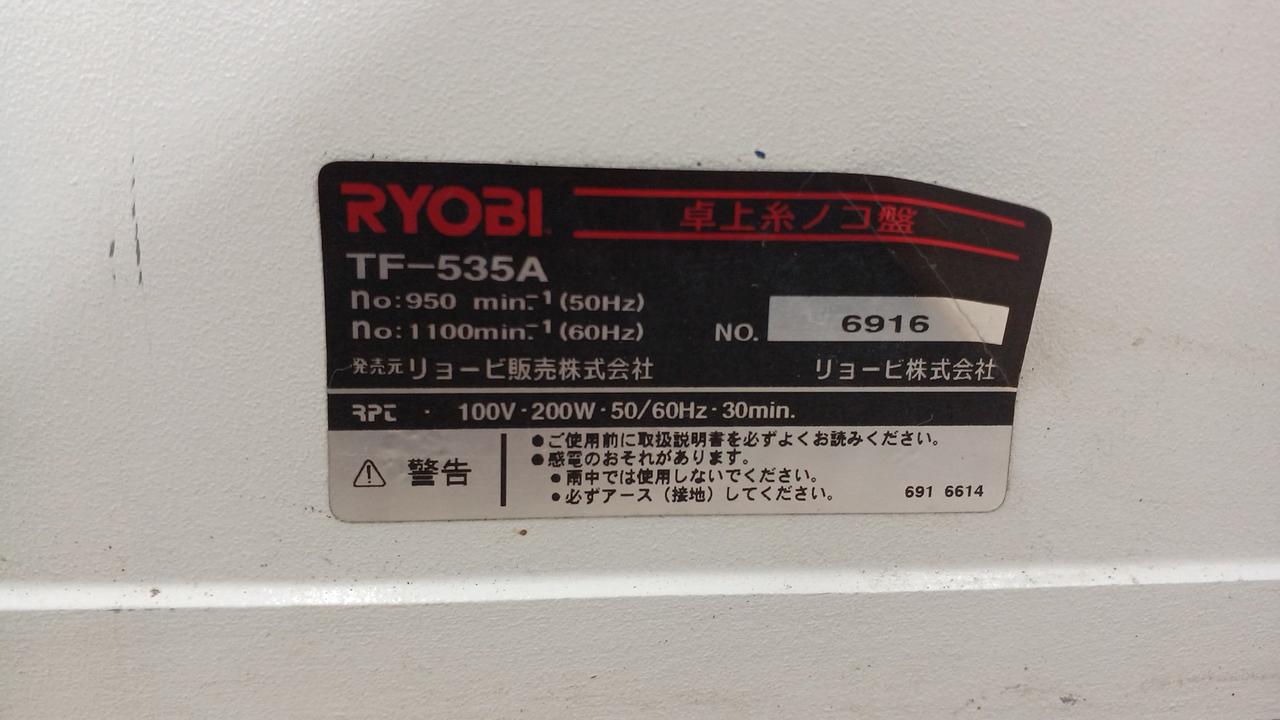 RYOBI 卓上糸ノコ盤
TF-535A
no:950 min.⁻¹ (50Hz)
no:1100min.⁻¹ (60Hz) NO. 6916
発売元 リョービ販売株式会社 リョービ株式会社
100V・200W・50/60Hz・30min.
⚠ 警告
●ご使用前に取扱説明書を必ずよくお読みください。
●感電のおそれがあります。
●雨中では使用しないでください。
●必ずアース（接地）してください。
691 6614